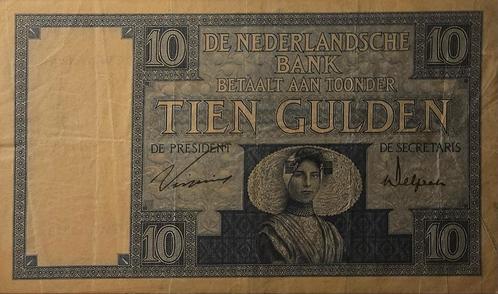 10 DE NEDERLANDSCHE 10
BANK
BETAALT AAN TOONDER
TIEN GULDEN
DE PRESIDENT DE SECRETARIS
10 10